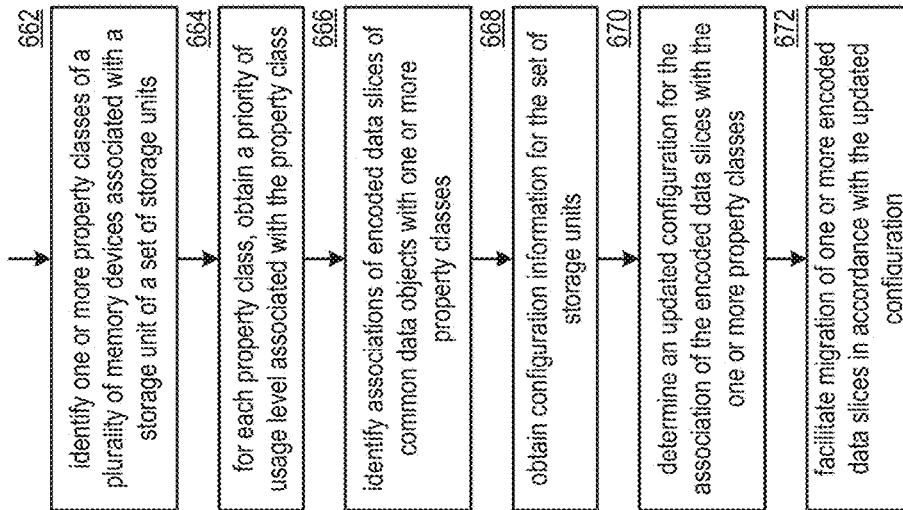 662
identify one or more property classes of a
plurality of memory devices associated with a
storage unit of a set of storage units
664
for each property class, obtain a priority of
usage level associated with the property class
666
identify associations of encoded data slices of
common data objects with one or more
property classes
668
obtain configuration information for the set of
storage units
670
determine an updated configuration for the
association of the encoded data slices with the
one or more property classes
672
facilitate migration of one or more encoded
data slices in accordance with the updated
configuration